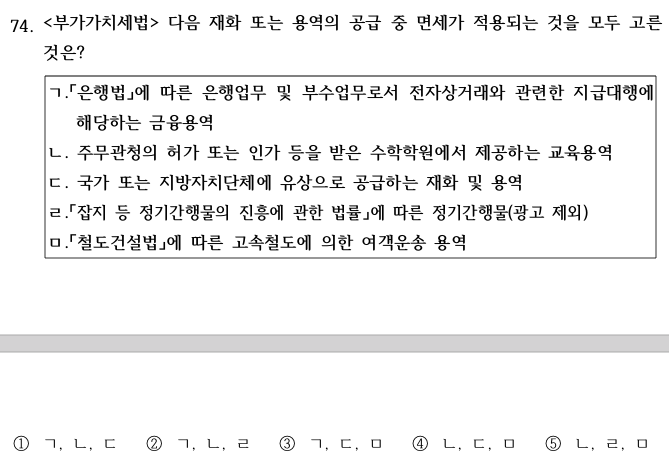 74. <부가가치세법> 다음 재화 또는 용역의 공급 중 면세가 적용되는 것을 모두 고른
것은?
ㄱ.「은행법」에 따른 은행업무 및 부수업무로서 전자상거래와 관련한 지급대행에
해당하는 금융용역
ㄴ. 주무관청의 허가 또는 인가 등을 받은 수학학원에서 제공하는 교육용역
ㄷ. 국가 또는 지방자치단체에 유상으로 공급하는 재화 및 용역
ㄹ.「잡지 등 정기간행물의 진흥에 관한 법률」에 따른 정기간행물(광고 제외)
ㅁ.「철도건설법」에 따른 고속철도에 의한 여객운송 용역
① ㄱ, ㄴ, ㄷ ② ㄱ, ㄴ, ㄹ ③ ㄱ, ㄷ, ㅁ ④ ㄴ, ㄷ, ㅁ ⑤ ㄴ, ㄹ, ㅁ